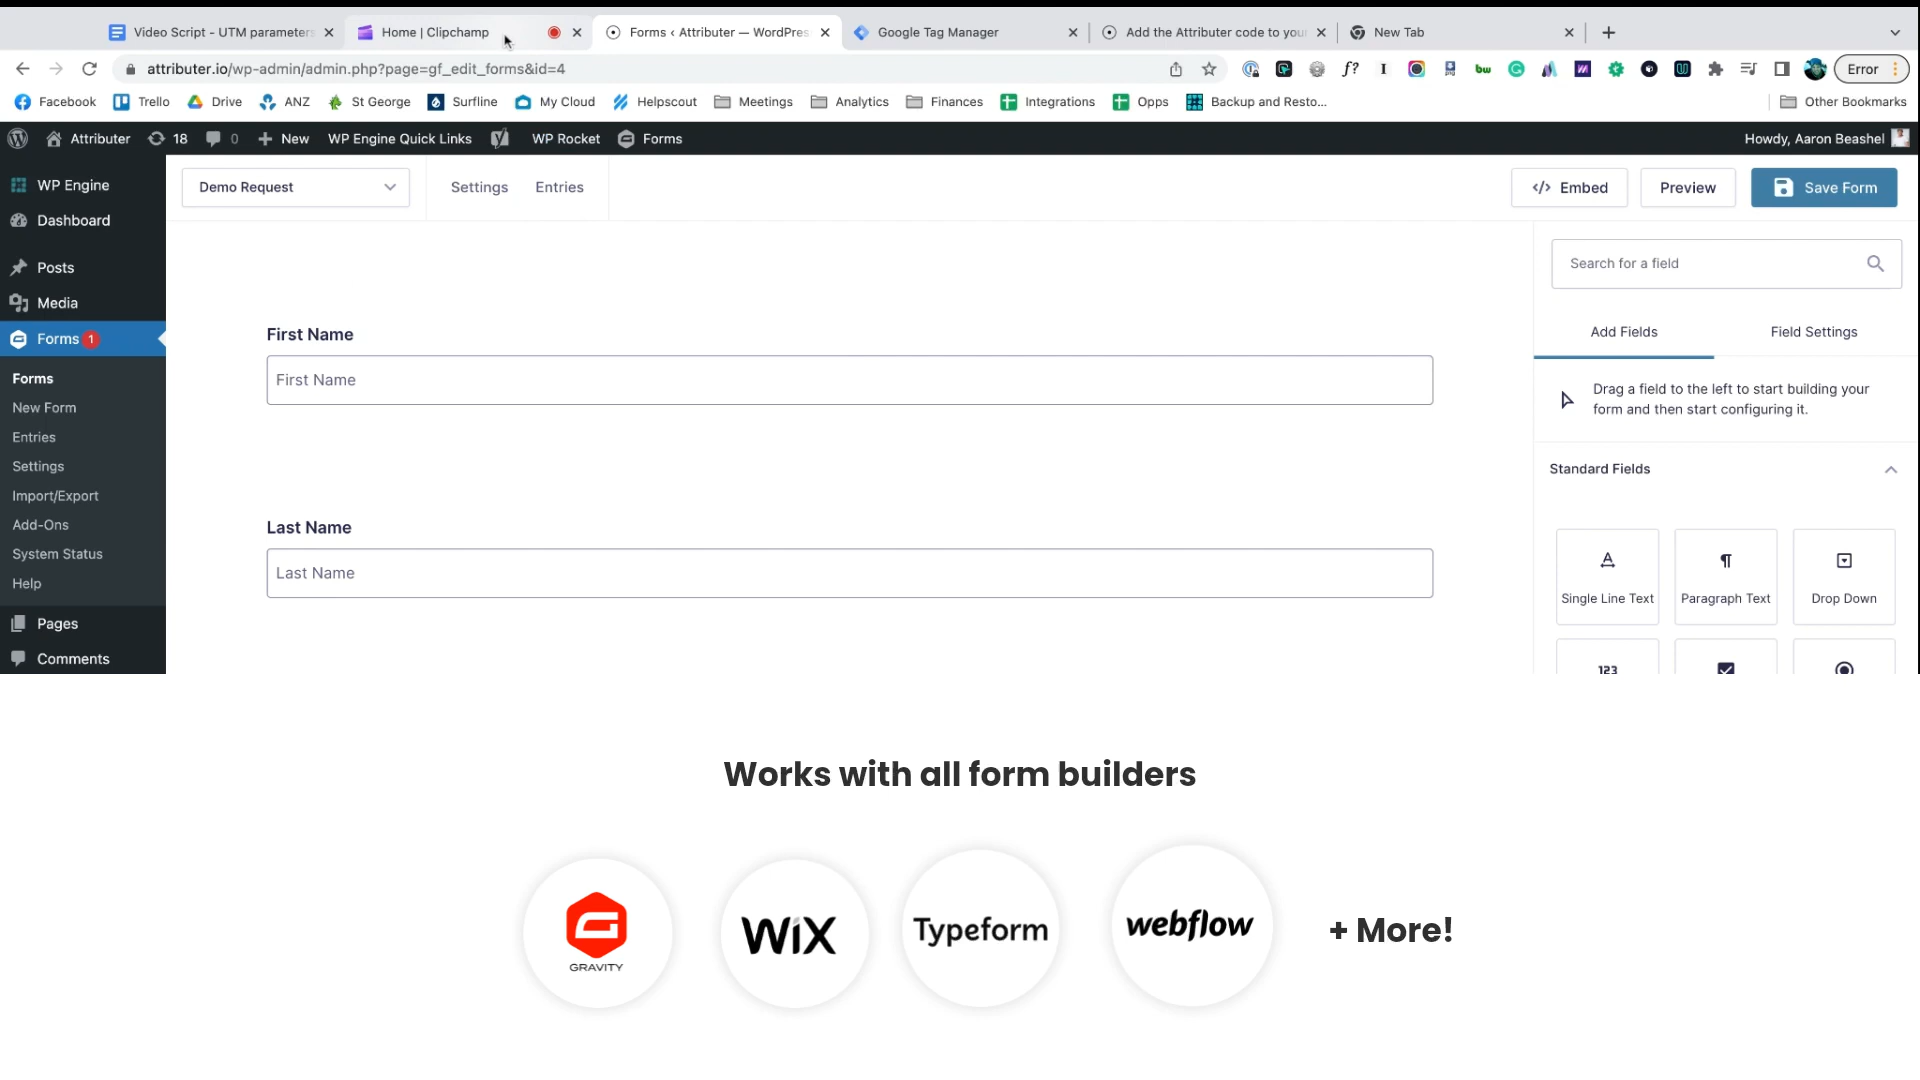 Video Script - UTM parameters
Home | Clipchamp
Forms ‹ Attributer — WordPres
Google Tag Manager
Add the Attributer code to you
New Tab
attributer.io/wp-admin/admin.php?page=gf_edit_forms&id=4
Error
Facebook
Trello
Drive
ANZ
St George
Surfline
My Cloud
Helpscout
Meetings
Analytics
Finances
Integrations
Opps
Backup and Resto...
Other Bookmarks
Attributer
18
0
New
WP Engine Quick Links
WP Rocket
Forms
Howdy, Aaron Beashel
WP Engine
Dashboard
Posts
Media
Forms 1
Forms
New Form
Entries
Settings
Import/Export
Add-Ons
System Status
Help
Pages
Comments
Demo Request
Settings
Entries
Embed
Preview
Save Form
First Name
First Name
Last Name
Last Name
Search for a field
Add Fields
Field Settings
Drag a field to the left to start building your
form and then start configuring it.
Standard Fields
Single Line Text
Paragraph Text
Drop Down
123
Works with all form builders
GRAVITY
WiX
Typeform
webflow
+ More!